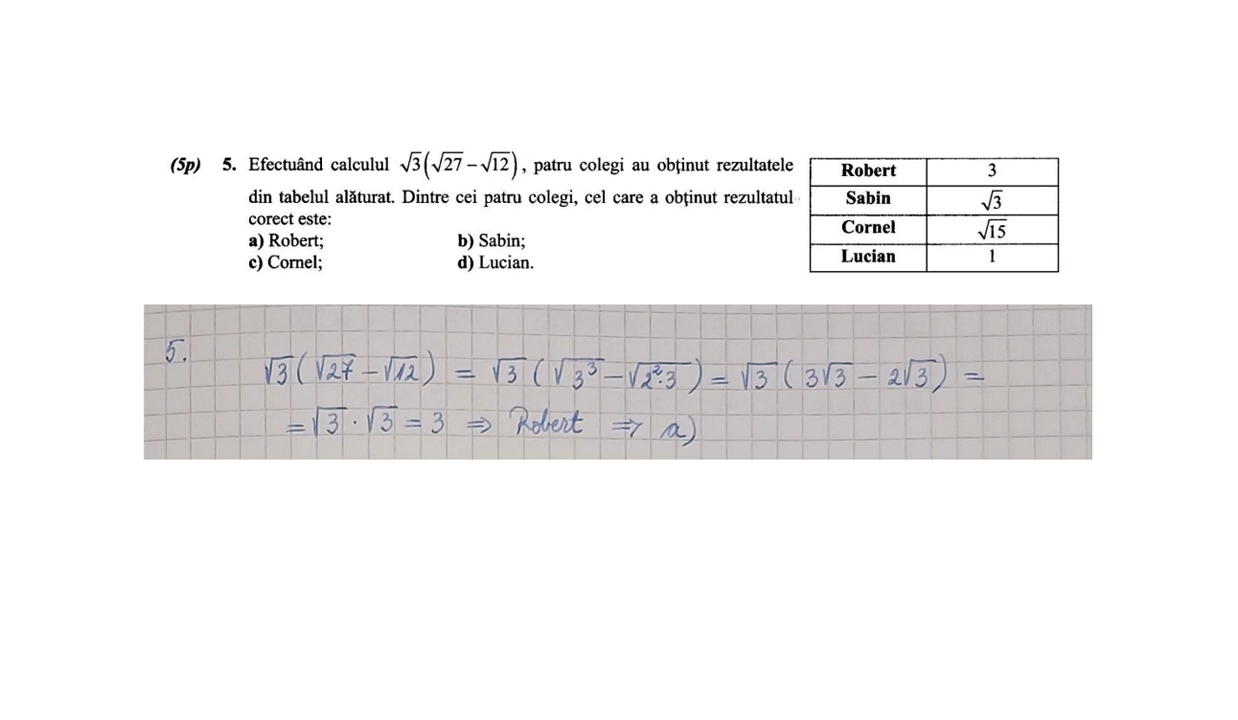 (5p) 5. Efectuând calculul √3(√27 – √12), patru colegi au obținut rezultatele
din tabelul alăturat. Dintre cei patru colegi, cel care a obținut rezultatul
corect este:
a) Robert; b) Sabin;
c) Cornel; d) Lucian.
Robert 3
Sabin √3
Cornel √15
Lucian 1
5.
√3 ( √27 – √12 ) = √3 ( √3³ – √2²·3 ) = √3 ( 3√3 – 2√3 ) =
= √3 · √3 = 3 ⇒ Robert ⇒ a)